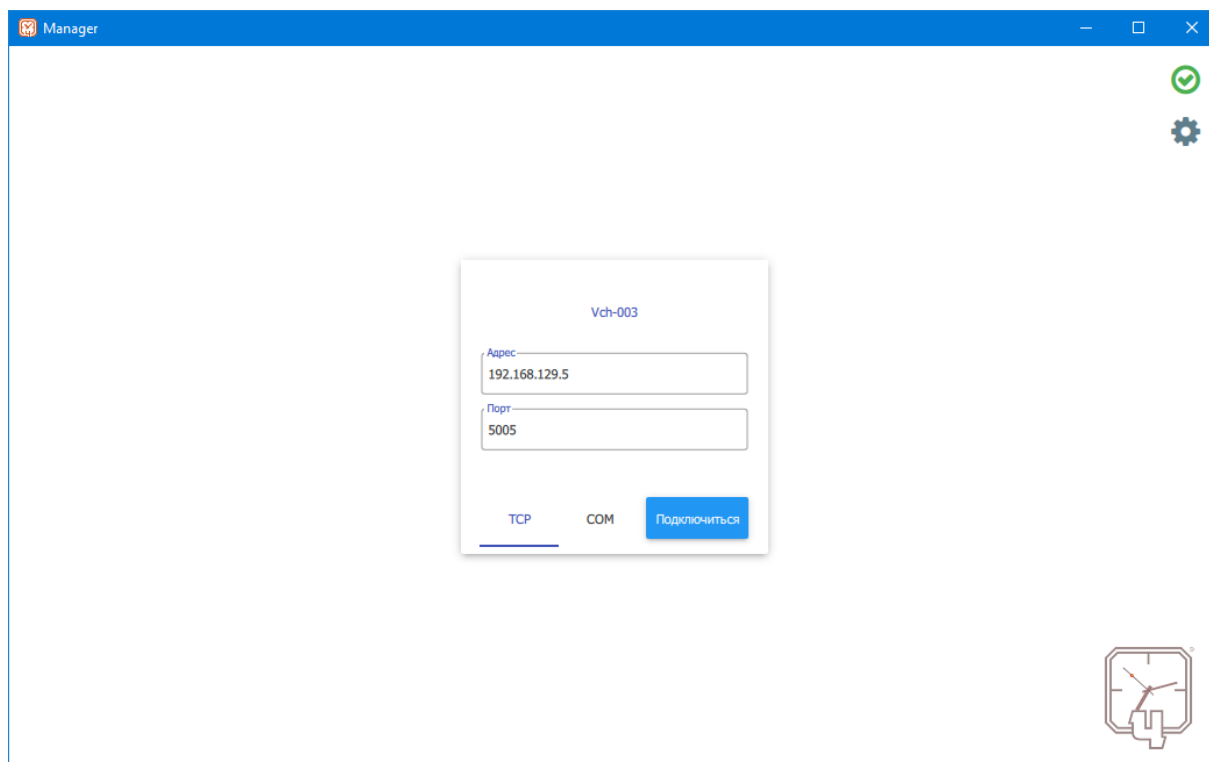 Manager
Vch-003
Адрес
192.168.129.5
Порт
5005
TCP COM Подключиться
Ч
®